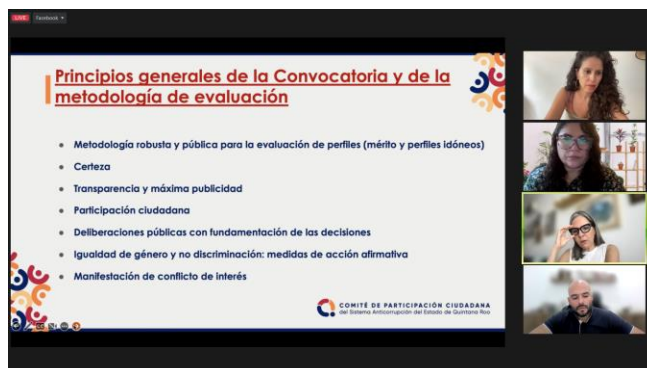 LIVE Facebook
Principios generales de la Convocatoria y de la
metodología de evaluación
Metodología robusta y pública para la evaluación de perfiles (mérito y perfiles idóneos)
Certeza
Transparencia y máxima publicidad
Participación ciudadana
Deliberaciones públicas con fundamentación de las decisiones
Igualdad de género y no discriminación: medidas de acción afirmativa
Manifestación de conflicto de interés
COMITÉ DE PARTICIPACIÓN CIUDADANA
del Sistema Anticorrupción del Estado de Quintana Roo